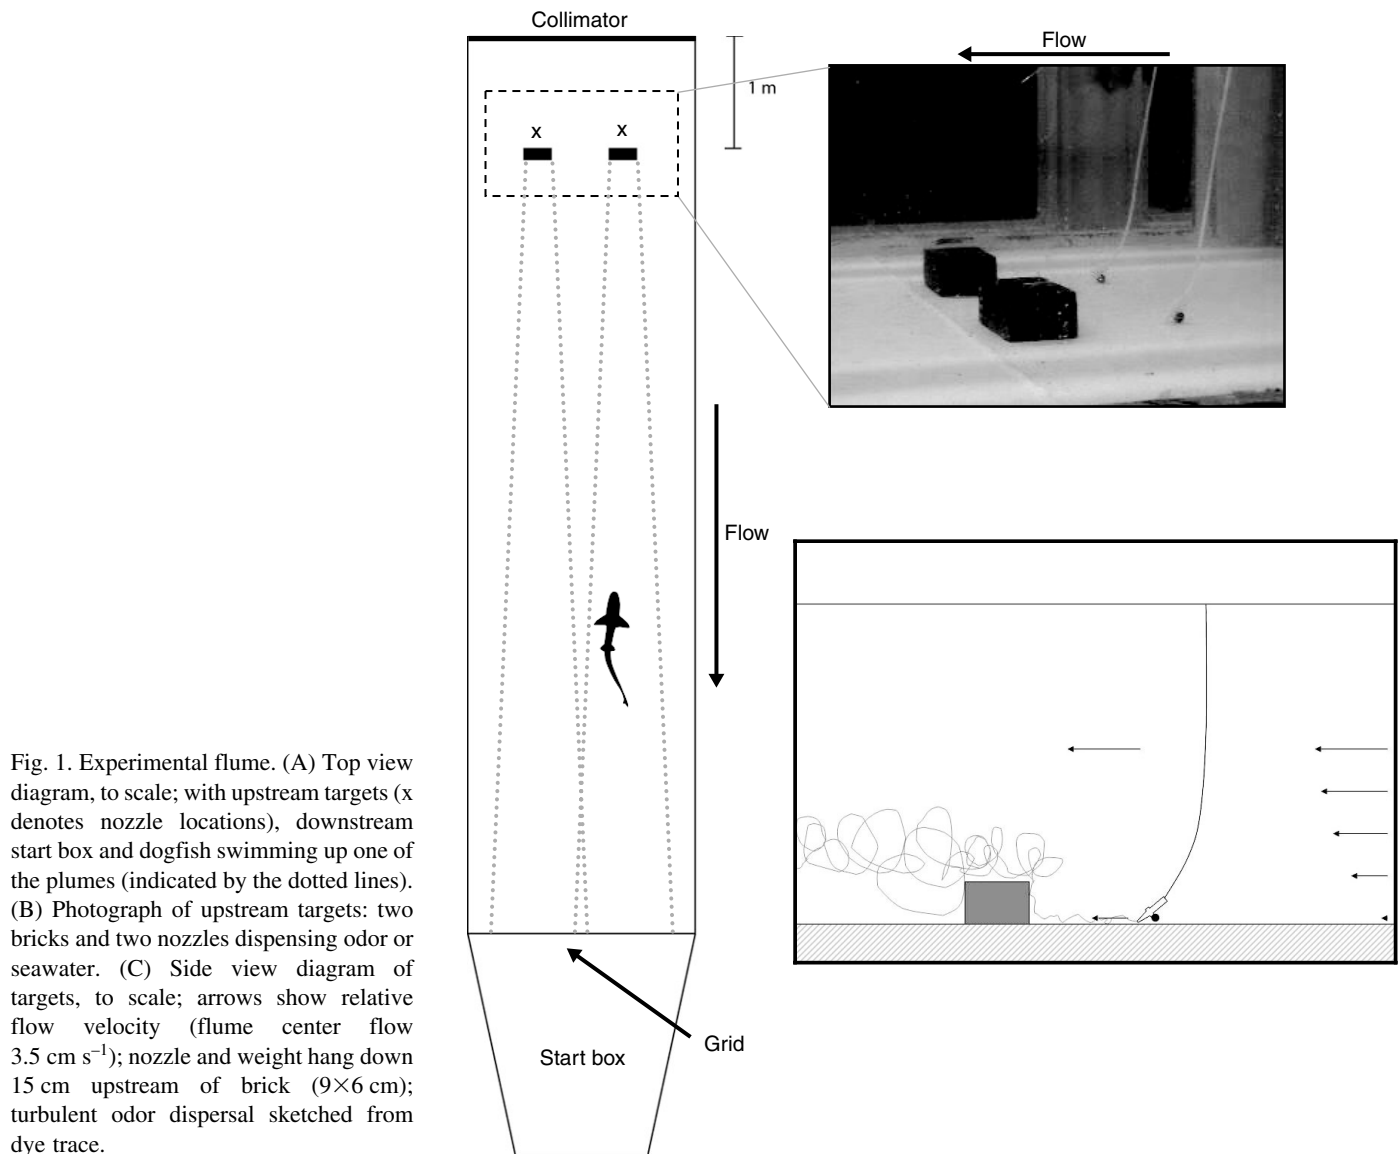 Collimator
1 m
x
x
Flow
Flow
Grid
Start box
Fig. 1. Experimental flume. (A) Top view
diagram, to scale; with upstream targets (x
denotes nozzle locations), downstream
start box and dogfish swimming up one of
the plumes (indicated by the dotted lines).
(B) Photograph of upstream targets: two
bricks and two nozzles dispensing odor or
seawater. (C) Side view diagram of
targets, to scale; arrows show relative
flow velocity (flume center flow
3.5 cm s⁻¹); nozzle and weight hang down
15 cm upstream of brick (9×6 cm);
turbulent odor dispersal sketched from
dye trace.